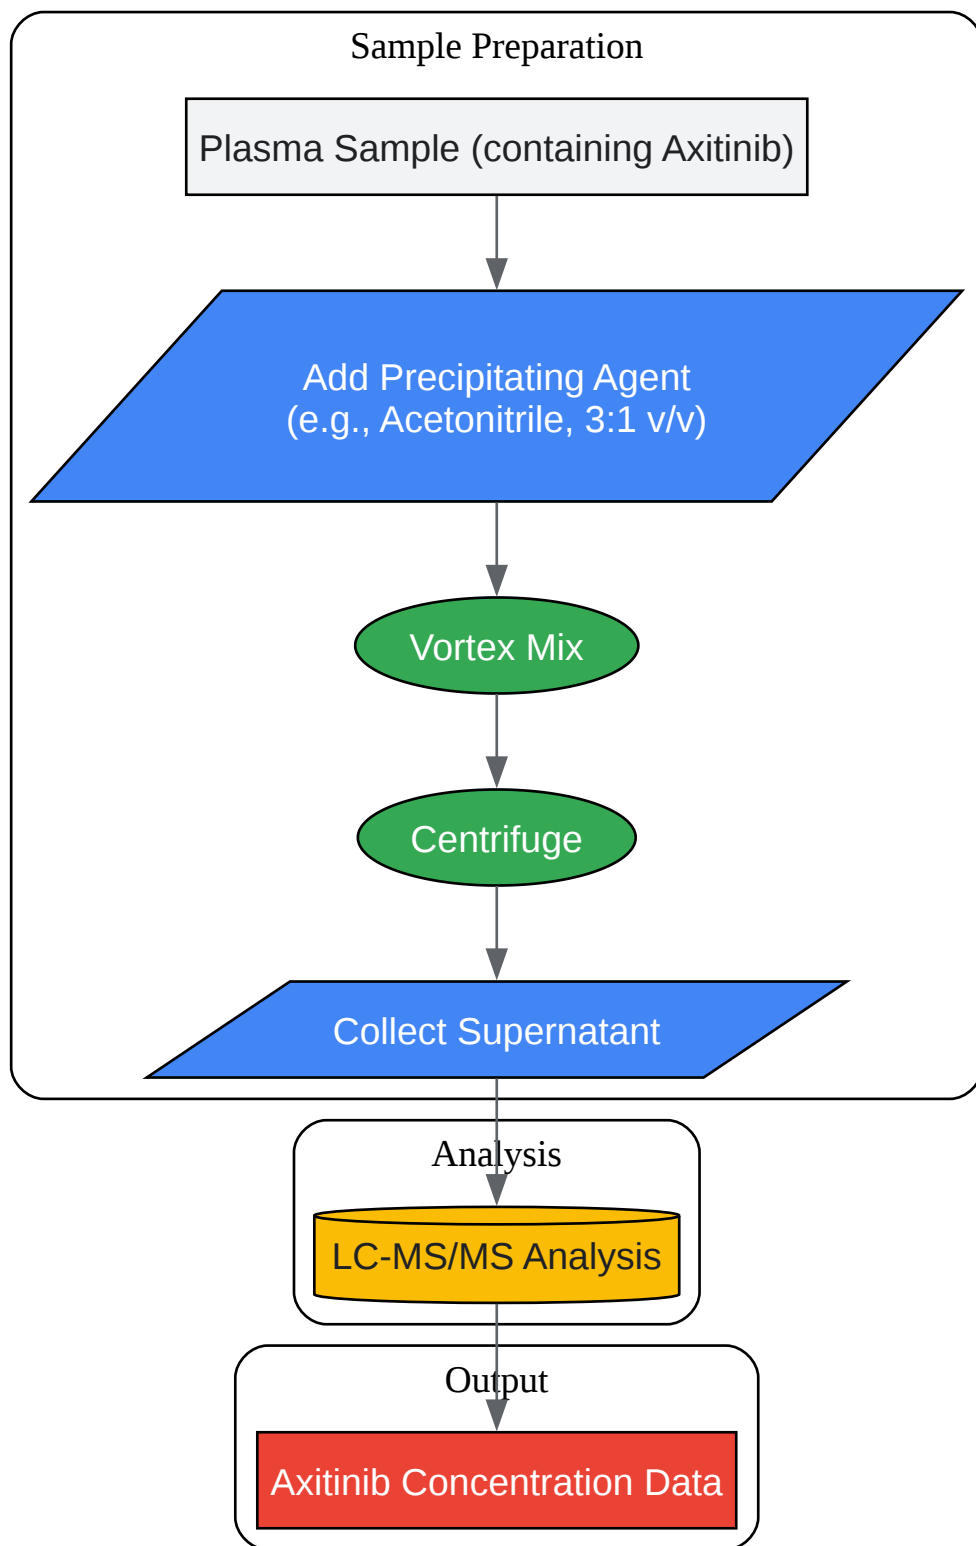 Sample Preparation
Plasma Sample (containing Axitinib)
Add Precipitating Agent
(e.g., Acetonitrile, 3:1 v/v)
Vortex Mix
Centrifuge
Collect Supernatant
Analysis
LC-MS/MS Analysis
Output
Axitinib Concentration Data